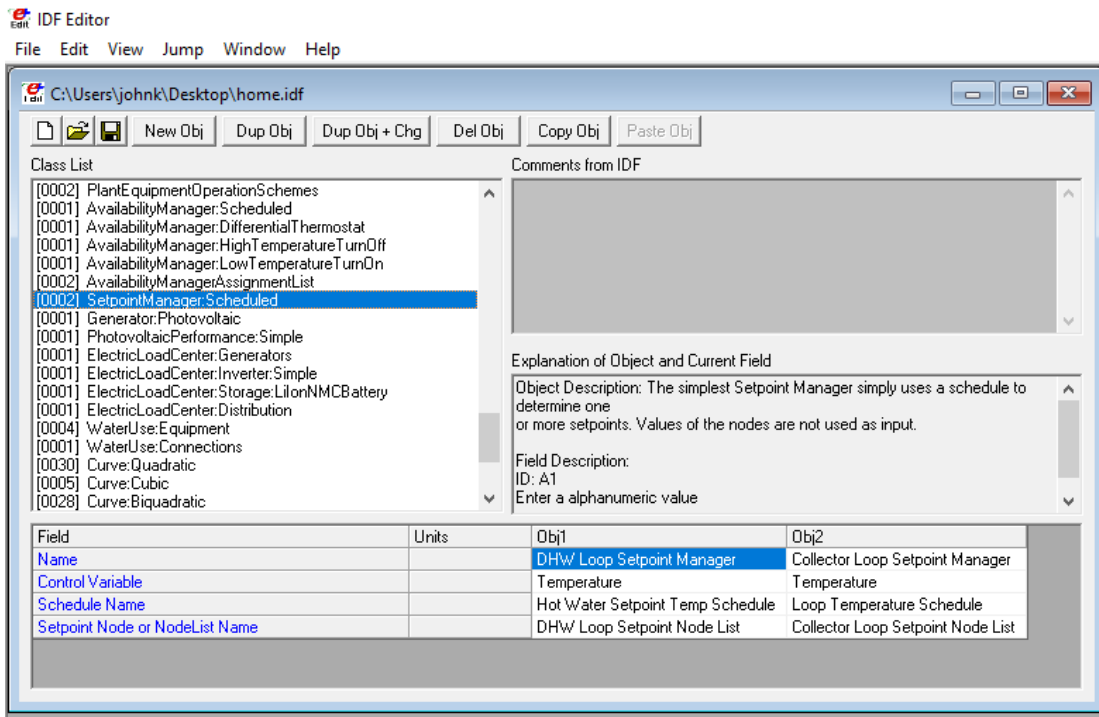 IDF Editor
File Edit View Jump Window Help
C:\Users\johnk\Desktop\home.idf
New Obj Dup Obj Dup Obj + Chg Del Obj Copy Obj Paste Obj
Class List
[0002] PlantEquipmentOperationSchemes
[0001] AvailabilityManager:Scheduled
[0001] AvailabilityManager:DifferentialThermostat
[0001] AvailabilityManager:HighTemperatureTurnOff
[0001] AvailabilityManager:LowTemperatureTurnOn
[0002] AvailabilityManagerAssignmentList
[0002] SetpointManager:Scheduled
[0001] Generator:Photovoltaic
[0001] PhotovoltaicPerformance:Simple
[0001] ElectricLoadCenter:Generators
[0001] ElectricLoadCenter:Inverter:Simple
[0001] ElectricLoadCenter:Storage:LiIonNMCBattery
[0001] ElectricLoadCenter:Distribution
[0004] WaterUse:Equipment
[0001] WaterUse:Connections
[0030] Curve:Quadratic
[0005] Curve:Cubic
[0028] Curve:Biquadratic
Comments from IDF
Explanation of Object and Current Field
Object Description: The simplest Setpoint Manager simply uses a schedule to
determine one
or more setpoints. Values of the nodes are not used as input.
Field Description:
ID: A1
Enter a alphanumeric value
Field Units Obj1 Obj2
Name DHW Loop Setpoint Manager Collector Loop Setpoint Manager
Control Variable Temperature Temperature
Schedule Name Hot Water Setpoint Temp Schedule Loop Temperature Schedule
Setpoint Node or NodeList Name DHW Loop Setpoint Node List Collector Loop Setpoint Node List